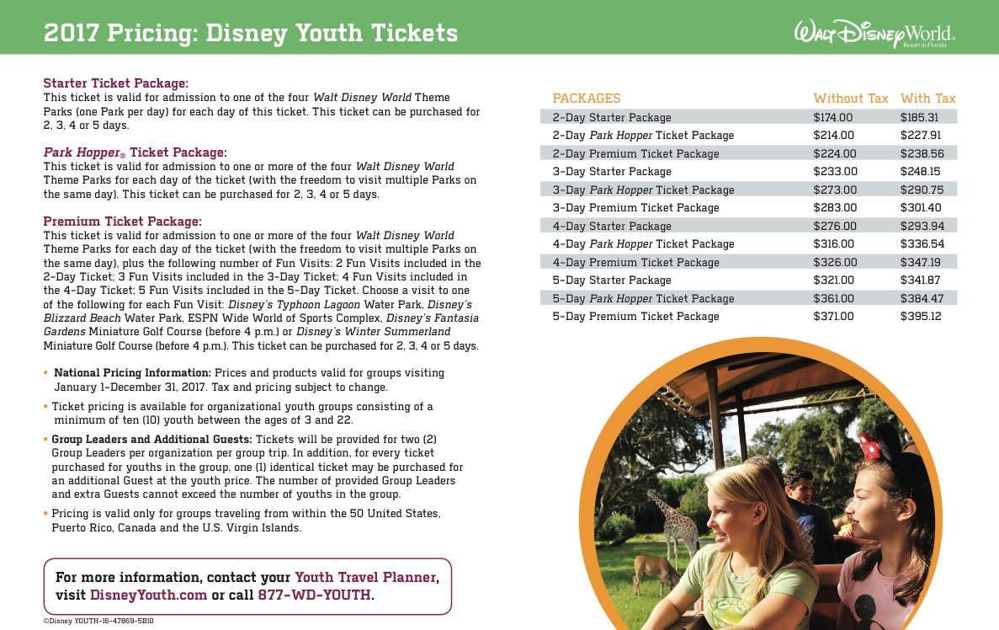 2017 Pricing: Disney Youth Tickets
WALT DISNEY World®
Resort in Florida
Starter Ticket Package:
This ticket is valid for admission to one of the four Walt Disney World Theme
Parks (one Park per day) for each day of this ticket. This ticket can be purchased for
2, 3, 4 or 5 days.
Park Hopper® Ticket Package:
This ticket is valid for admission to one or more of the four Walt Disney World
Theme Parks for each day of the ticket (with the freedom to visit multiple Parks on
the same day). This ticket can be purchased for 2, 3, 4 or 5 days.
Premium Ticket Package:
This ticket is valid for admission to one or more of the four Walt Disney World
Theme Parks for each day of the ticket (with the freedom to visit multiple Parks on
the same day), plus the following number of Fun Visits: 2 Fun Visits included in the
2-Day Ticket; 3 Fun Visits included in the 3-Day Ticket; 4 Fun Visits included in
the 4-Day Ticket; 5 Fun Visits included in the 5-Day Ticket. Choose a visit to one
of the following for each Fun Visit: Disney's Typhoon Lagoon Water Park, Disney's
Blizzard Beach Water Park, ESPN Wide World of Sports Complex, Disney's Fantasia
Gardens Miniature Golf Course (before 4 p.m.) or Disney's Winter Summerland
Miniature Golf Course (before 4 p.m.). This ticket can be purchased for 2, 3, 4 or 5 days.
• National Pricing Information: Prices and products valid for groups visiting
January 1–December 31, 2017. Tax and pricing subject to change.
• Ticket pricing is available for organizational youth groups consisting of a
minimum of ten (10) youth between the ages of 3 and 22.
• Group Leaders and Additional Guests: Tickets will be provided for two (2)
Group Leaders per organization per group trip. In addition, for every ticket
purchased for youths in the group, one (1) identical ticket may be purchased for
an additional Guest at the youth price. The number of provided Group Leaders
and extra Guests cannot exceed the number of youths in the group.
• Pricing is valid only for groups traveling from within the 50 United States,
Puerto Rico, Canada and the U.S. Virgin Islands.
For more information, contact your Youth Travel Planner,
visit DisneyYouth.com or call 877-WD-YOUTH.
©Disney YOUTH-16-47869-5B10
PACKAGES Without Tax With Tax
2-Day Starter Package $174.00 $185.31
2-Day Park Hopper Ticket Package $214.00 $227.91
2-Day Premium Ticket Package $224.00 $238.56
3-Day Starter Package $233.00 $248.15
3-Day Park Hopper Ticket Package $273.00 $290.75
3-Day Premium Ticket Package $283.00 $301.40
4-Day Starter Package $276.00 $293.94
4-Day Park Hopper Ticket Package $316.00 $336.54
4-Day Premium Ticket Package $326.00 $347.19
5-Day Starter Package $321.00 $341.87
5-Day Park Hopper Ticket Package $361.00 $384.47
5-Day Premium Ticket Package $371.00 $395.12